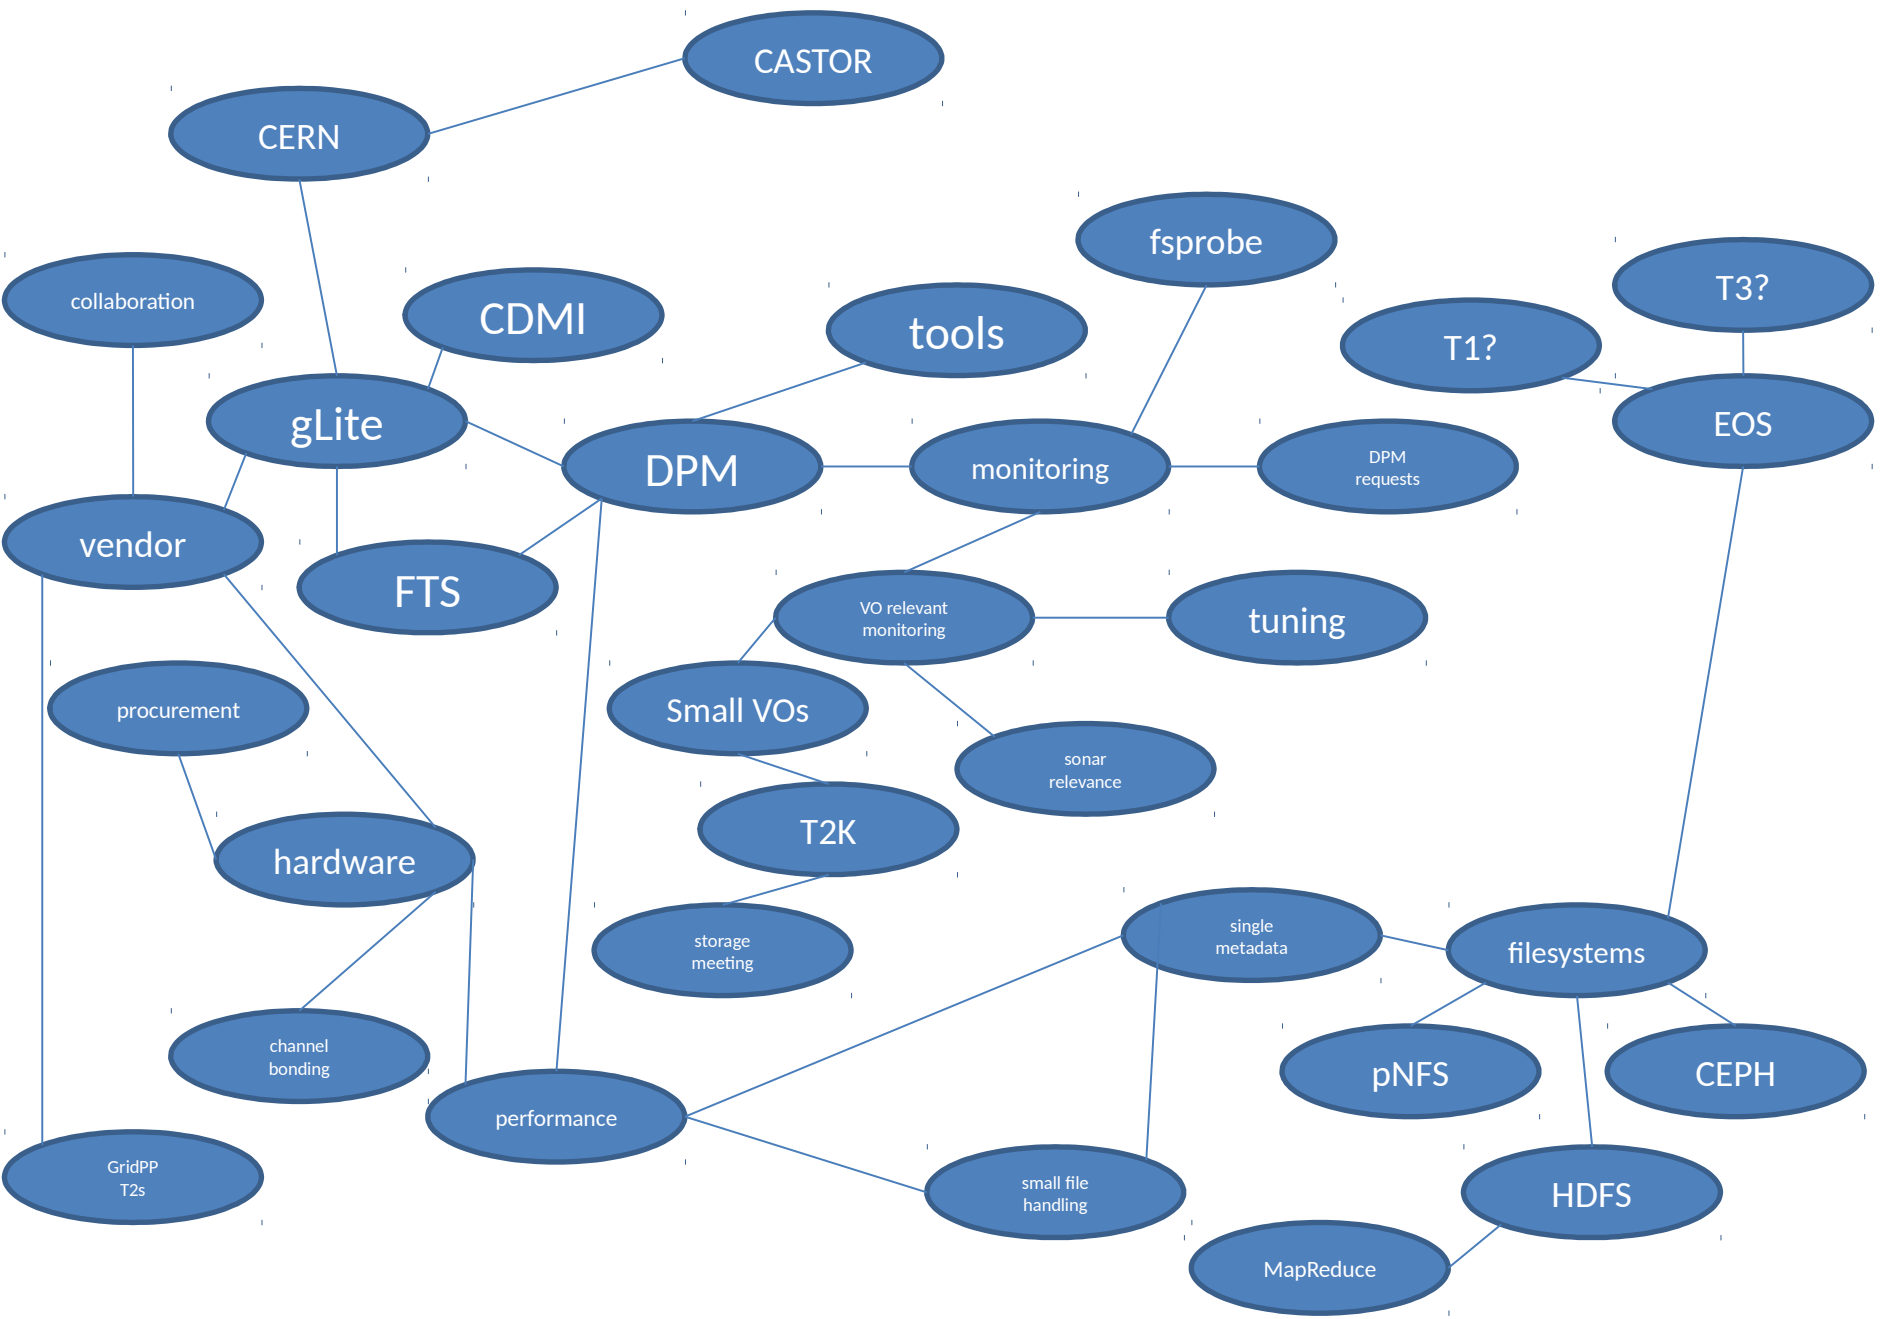 CASTOR
CERN
fsprobe
T3?
collaboration
CDMI
tools
T1?
gLite
EOS
DPM
monitoring
DPM
requests
vendor
FTS
VO relevant
monitoring
tuning
procurement
Small VOs
sonar
relevance
T2K
hardware
storage
meeting
single
metadata
filesystems
channel
bonding
pNFS
CEPH
performance
GridPP
T2s
small file
handling
HDFS
MapReduce